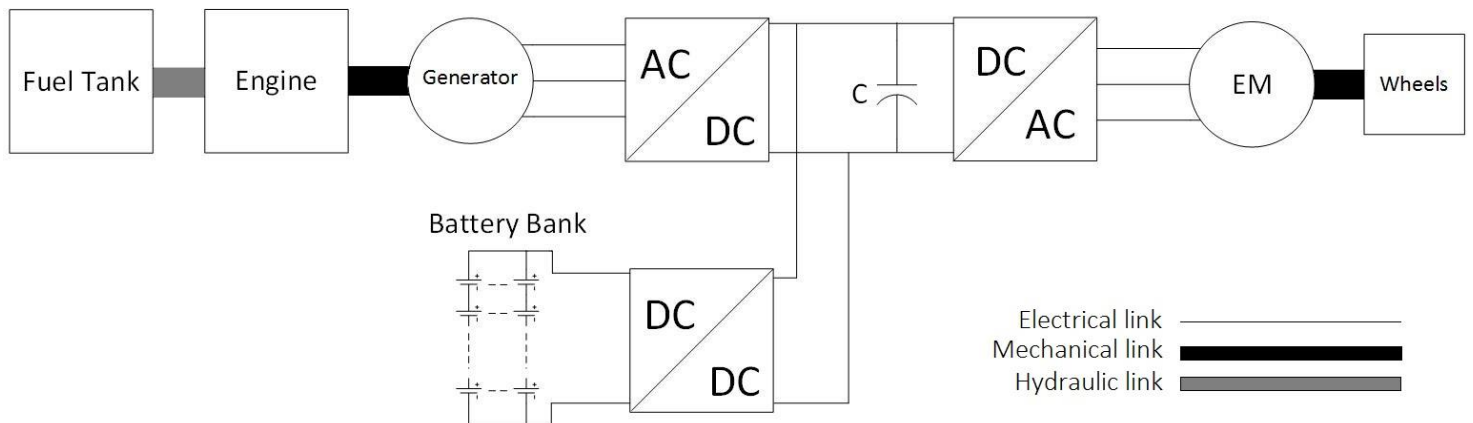 Fuel Tank
Engine
Generator
AC
DC
C
DC
AC
EM
Wheels
Battery Bank
DC
DC
Electrical link
Mechanical link
Hydraulic link